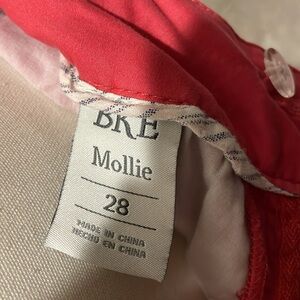 BKE
Mollie
28
MADE IN CHINA
HECHO EN CHINA